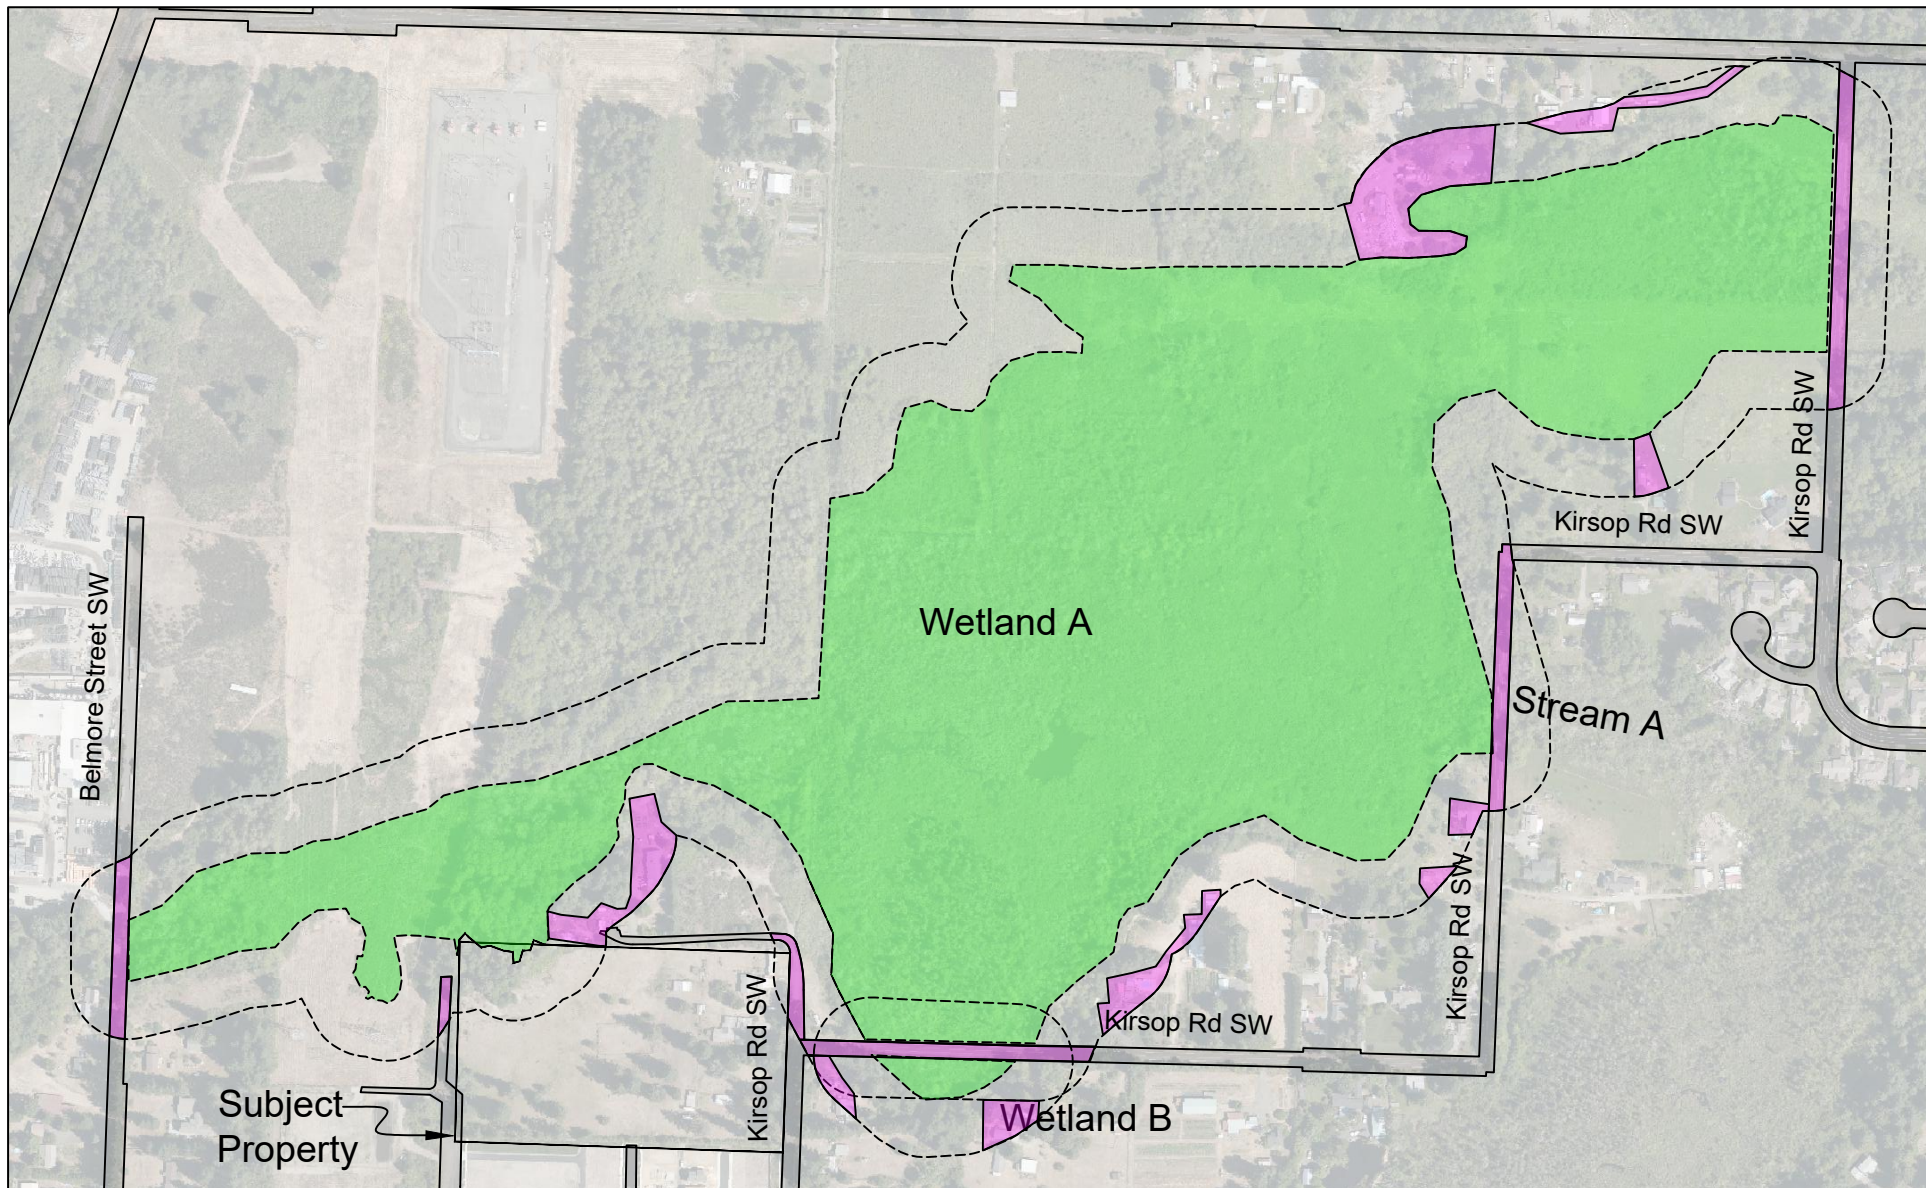 Kirsop Rd SW
Kirsop Rd SW
Belmore Street SW
Wetland A
Stream A
Kirsop Rd SW
Kirsop Rd SW
Kirsop Rd SW
Subject
Property
Wetland B